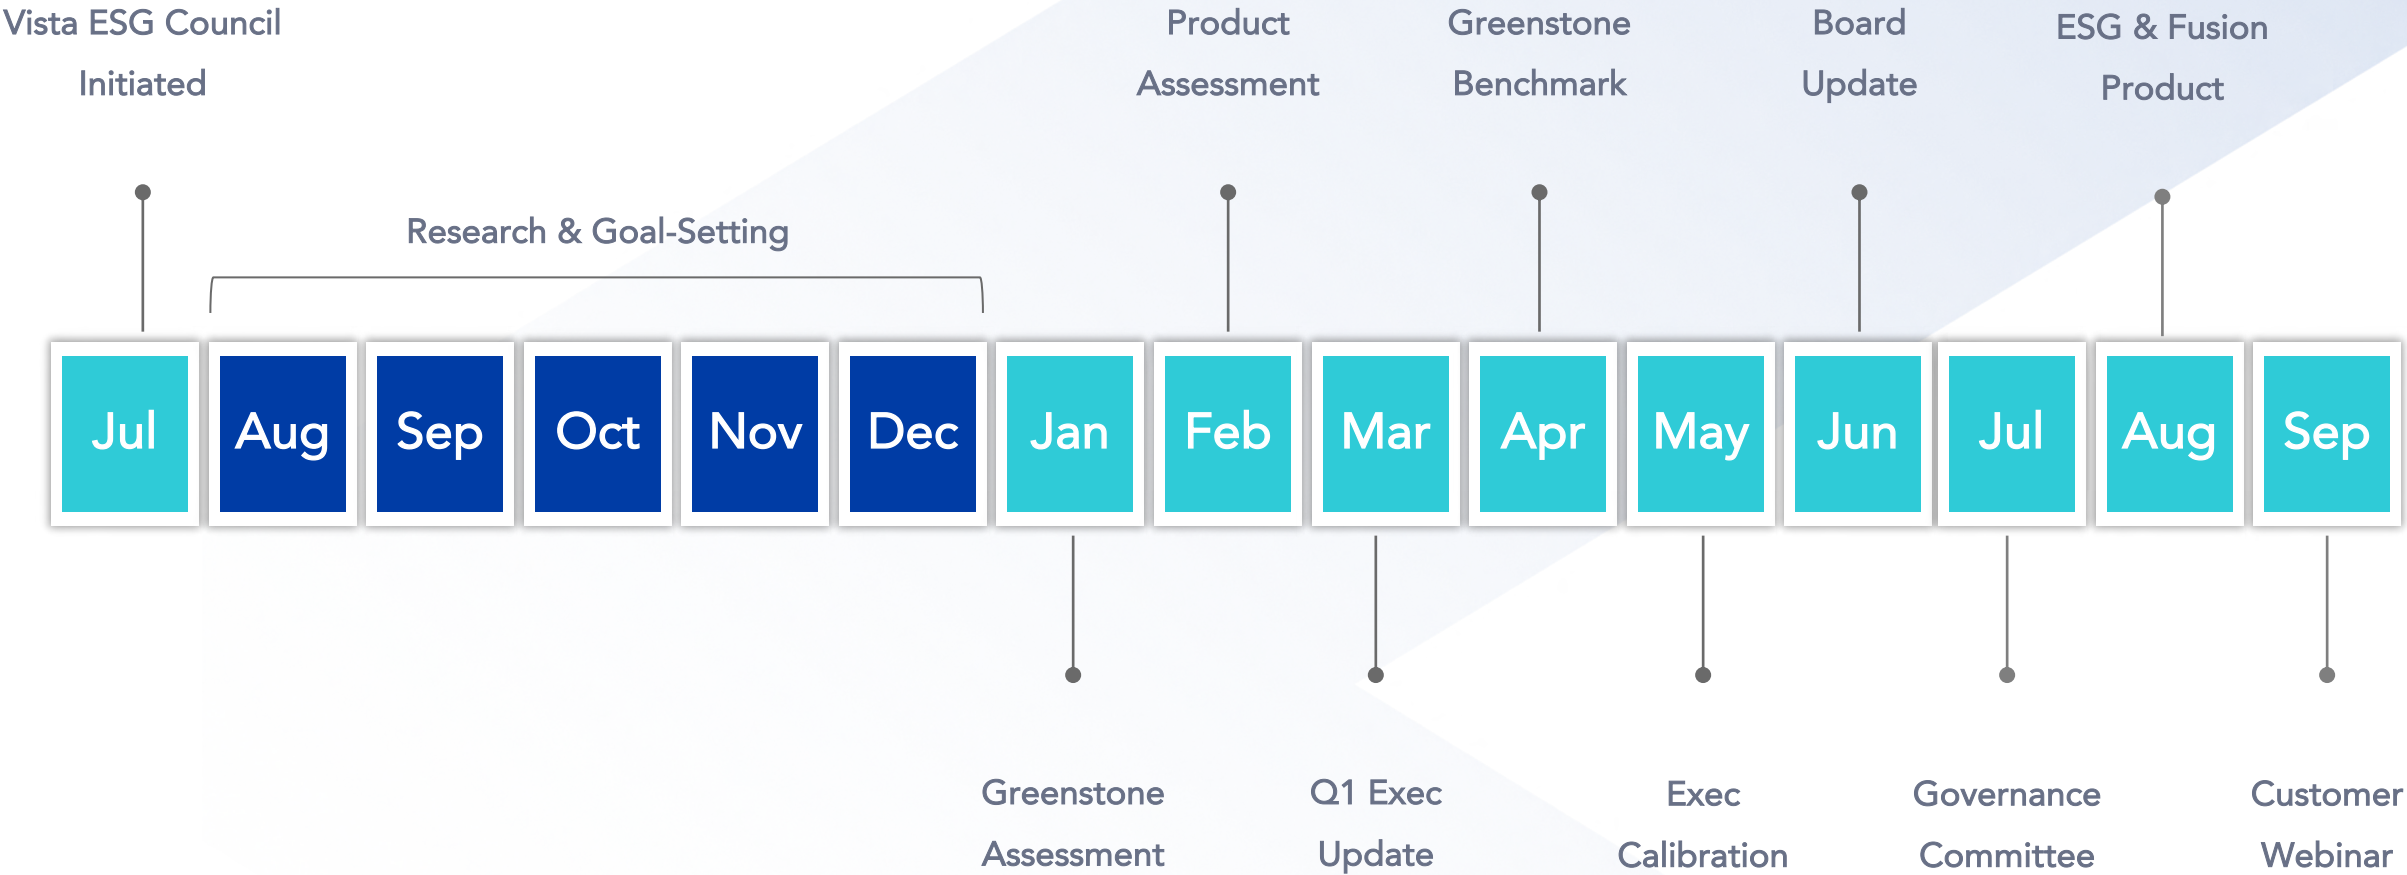 Vista ESG Council
Initiated
Product
Assessment
Greenstone
Benchmark
Board
Update
ESG & Fusion
Product
Research & Goal-Setting
Jul
Aug
Sep
Oct
Nov
Dec
Jan
Feb
Mar
Apr
May
Jun
Jul
Aug
Sep
Greenstone
Assessment
Q1 Exec
Update
Exec
Calibration
Governance
Committee
Customer
Webinar